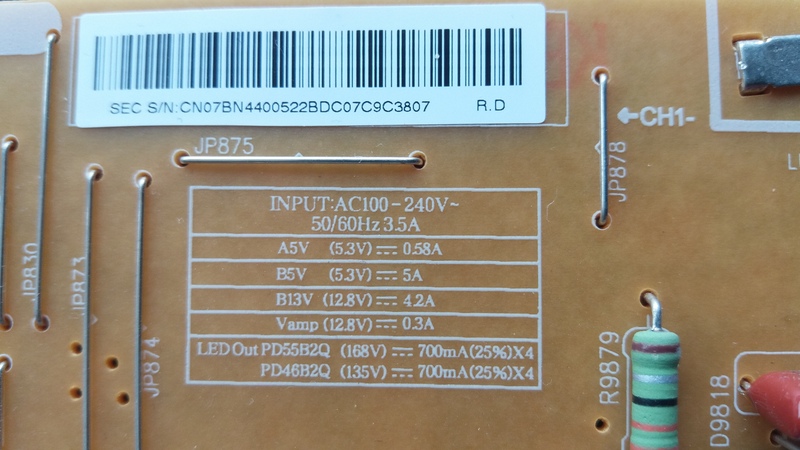 SEC S/N:CN07BN4400522BDC07C9C3807 R.D
JP875
CH1-
JP878
INPUT:AC100-240V~
50/60Hz 3.5A
A5V (5.3V) ⎓ 0.58A
B5V (5.3V) ⎓ 5A
B13V (12.8V) ⎓ 4.2A
Vamp (12.8V) ⎓ 0.3A
LED Out PD55B2Q (168V) ⎓ 700mA(25%)X4
PD46B2Q (135V) ⎓ 700mA(25%)X4
JP830
JP873
JP874
R9879
D9818